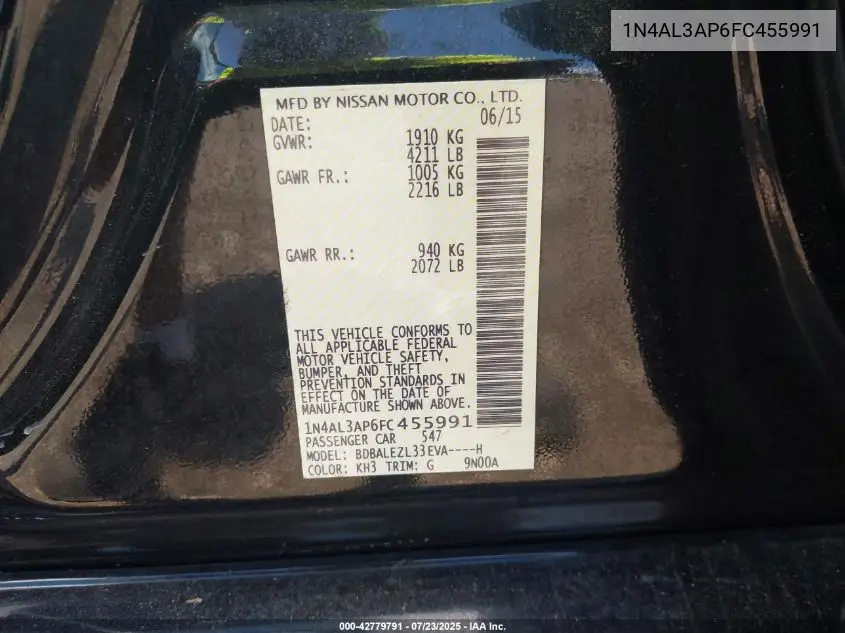 1N4AL3AP6FC455991
MFD BY NISSAN MOTOR CO., LTD.
DATE: 06/15
GVWR: 1910 KG
4211 LB
GAWR FR.: 1005 KG
2216 LB
GAWR RR.: 940 KG
2072 LB
THIS VEHICLE CONFORMS TO
ALL APPLICABLE FEDERAL
MOTOR VEHICLE SAFETY,
BUMPER, AND THEFT
PREVENTION STANDARDS IN
EFFECT ON THE DATE OF
MANUFACTURE SHOWN ABOVE.
1N4AL3AP6FC455991
PASSENGER CAR 547
MODEL: BDBALEZL33EVA----H
COLOR: KH3 TRIM: G 9N00A
000-42779791 - 07/23/2025 - IAA Inc.